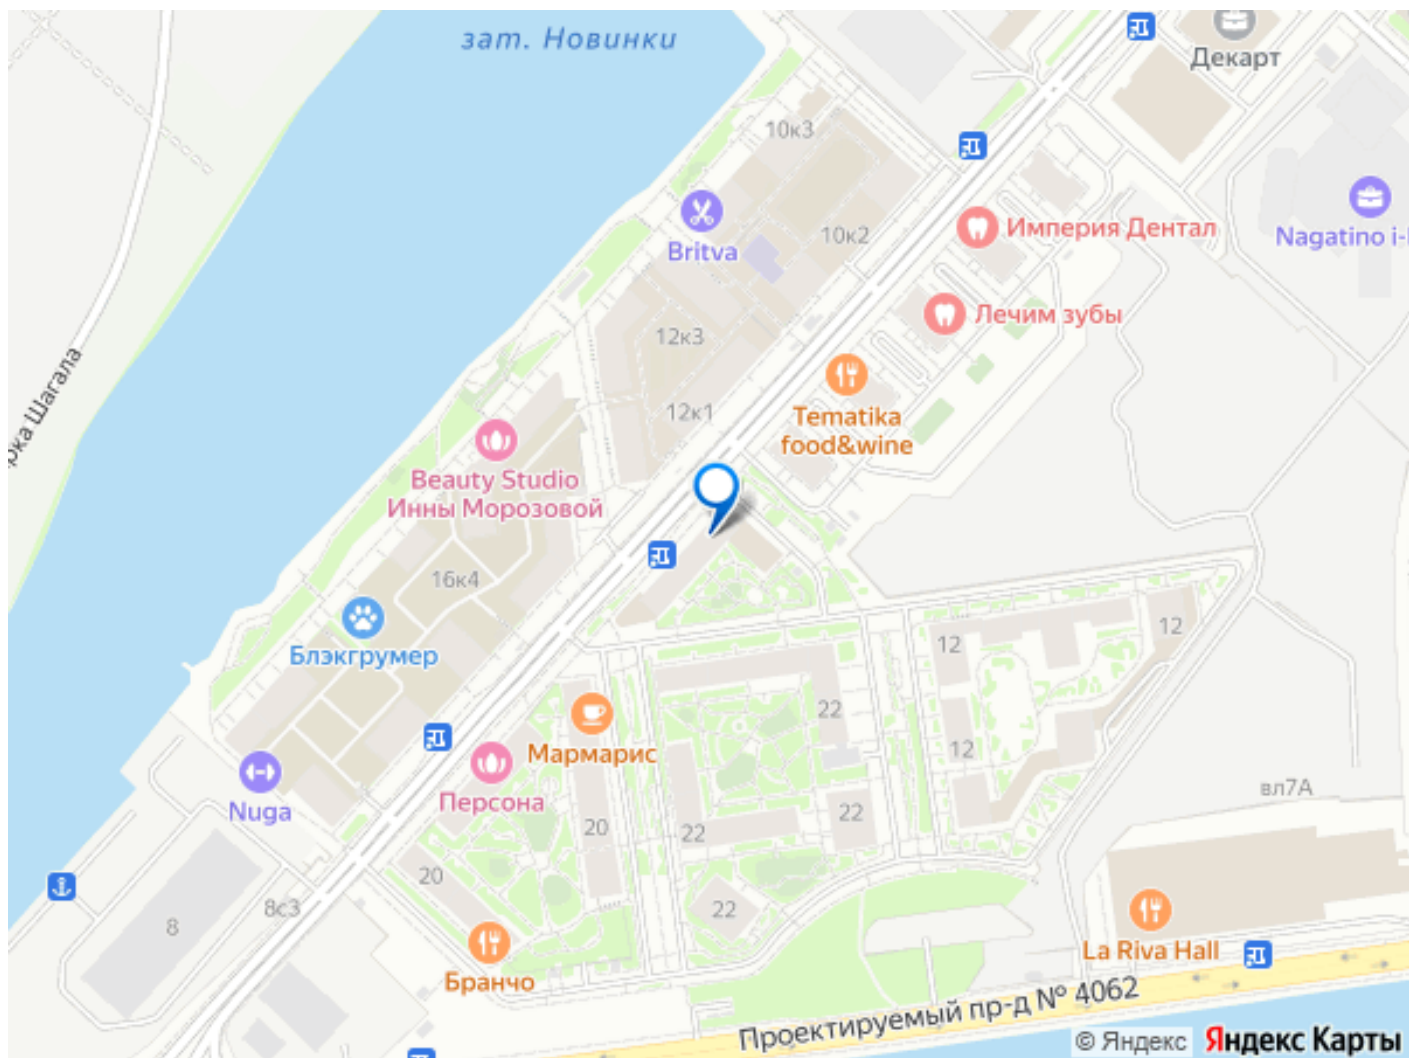 зат. Новинки
Декарт
10к3
Britva
10к2
Империя Дентал
Nagatino i-
Лечим зубы
12к3
рка Шагала
12к1
Tematika
food&wine
Beauty Studio
Инны Морозовой
16к4
Блэкгрумер
12
12
22
Мармарис
12
Персона
Nuga
вл7А
20
22
22
20
22
8с3
8
La Riva Hall
Бранчо
Проектируемый пр-д № 4062
© Яндекс Яндекс Карты